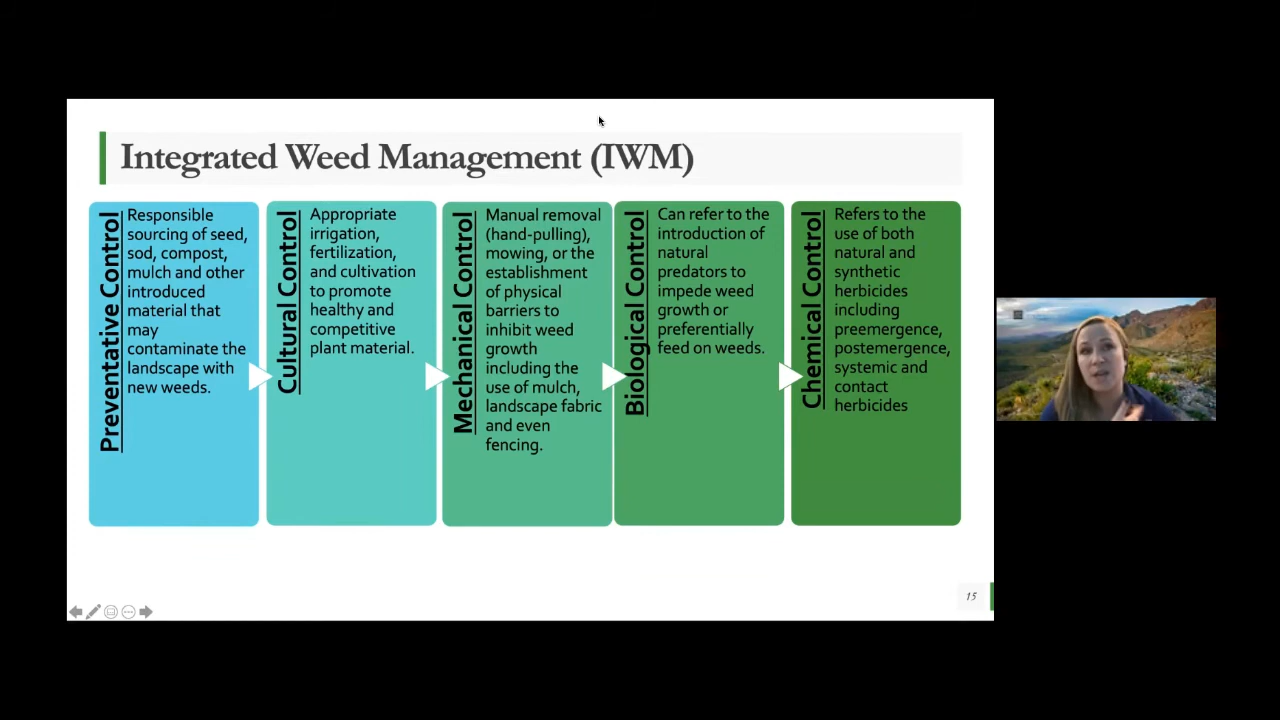 Integrated Weed Management (IWM)
Preventative Control
Responsible
sourcing of seed,
sod, compost,
mulch and other
introduced
material that
may
contaminate the
landscape with
new weeds.
Cultural Control
Appropriate
irrigation,
fertilization,
and cultivation
to promote
healthy and
competitive
plant material.
Mechanical Control
Manual removal
(hand-pulling),
mowing, or the
establishment
of physical
barriers to
inhibit weed
growth
including the
use of mulch,
landscape fabric
and even
fencing.
Biological Control
Can refer to the
introduction of
natural
predators to
impede weed
growth or
preferentially
feed on weeds.
Chemical Control
Refers to the
use of both
natural and
synthetic
herbicides
including
preemergence,
postemergence,
systemic and
contact
herbicides
15